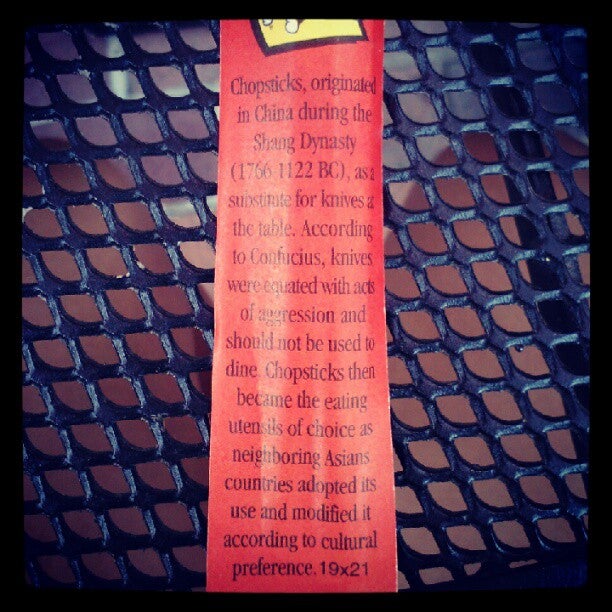 Chopsticks, originated
in China during the
Shang Dynasty
(1766-1122 BC), as a
substitute for knives at
the table. According
to Confucius, knives
were equated with acts
of aggression and
should not be used to
dine. Chopsticks then
became the eating
utensils of choice as
neighboring Asians
countries adopted its
use and modified it
according to cultural
preference. 19x21